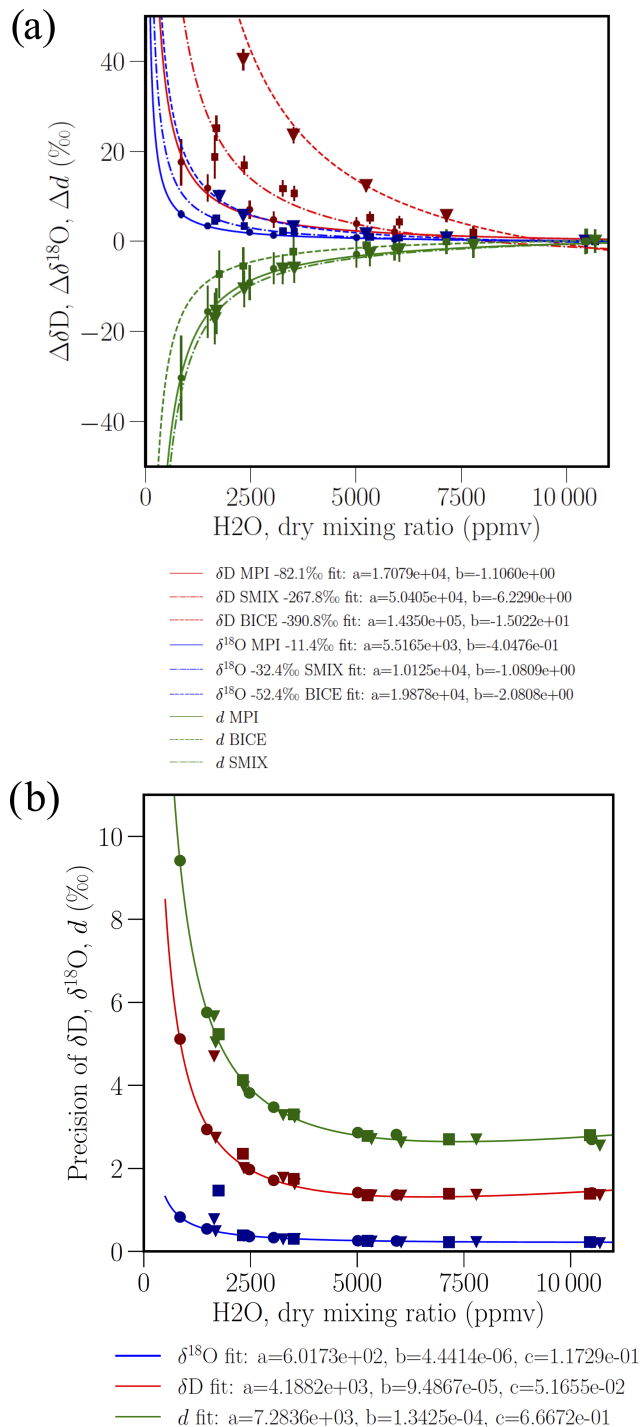 (a)
40
20
0
−20
−40
ΔδD, Δδ¹⁸O, Δd (‰)
0 2500 5000 7500 10 000
H2O, dry mixing ratio (ppmv)
δD MPI -82.1‰ fit: a=1.7079e+04, b=-1.1060e+00
δD SMIX -267.8‰ fit: a=5.0405e+04, b=-6.2290e+00
δD BICE -390.8‰ fit: a=1.4350e+05, b=-1.5022e+01
δ¹⁸O MPI -11.4‰ fit: a=5.5165e+03, b=-4.0476e-01
δ¹⁸O -32.4‰ SMIX fit: a=1.0125e+04, b=-1.0809e+00
δ¹⁸O -52.4‰ BICE fit: a=1.9878e+04, b=-2.0808e+00
d MPI
d BICE
d SMIX
(b)
10
8
6
4
2
0
Precision of δD, δ¹⁸O, d (‰)
0 2500 5000 7500 10 000
H2O, dry mixing ratio (ppmv)
δ¹⁸O fit: a=6.0173e+02, b=4.4414e-06, c=1.1729e-01
δD fit: a=4.1882e+03, b=9.4867e-05, c=5.1655e-02
d fit: a=7.2836e+03, b=1.3425e-04, c=6.6672e-01